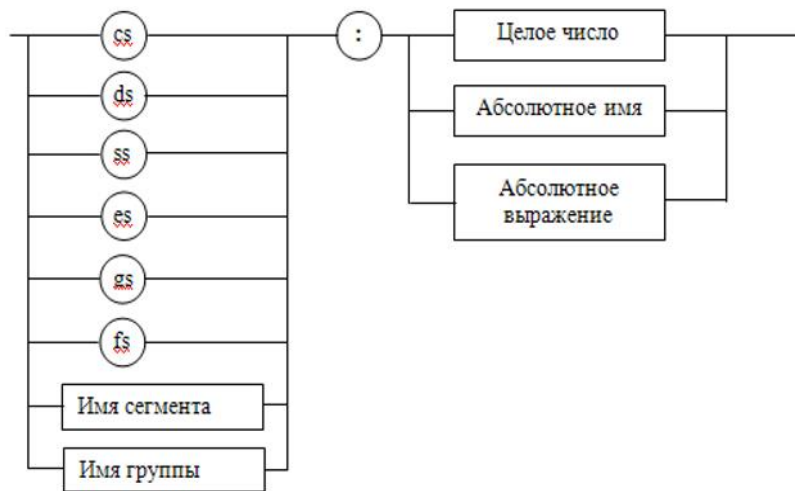 cs
ds
ss
es
gs
fs
Имя сегмента
Имя группы
:
Целое число
Абсолютное имя
Абсолютное
выражение